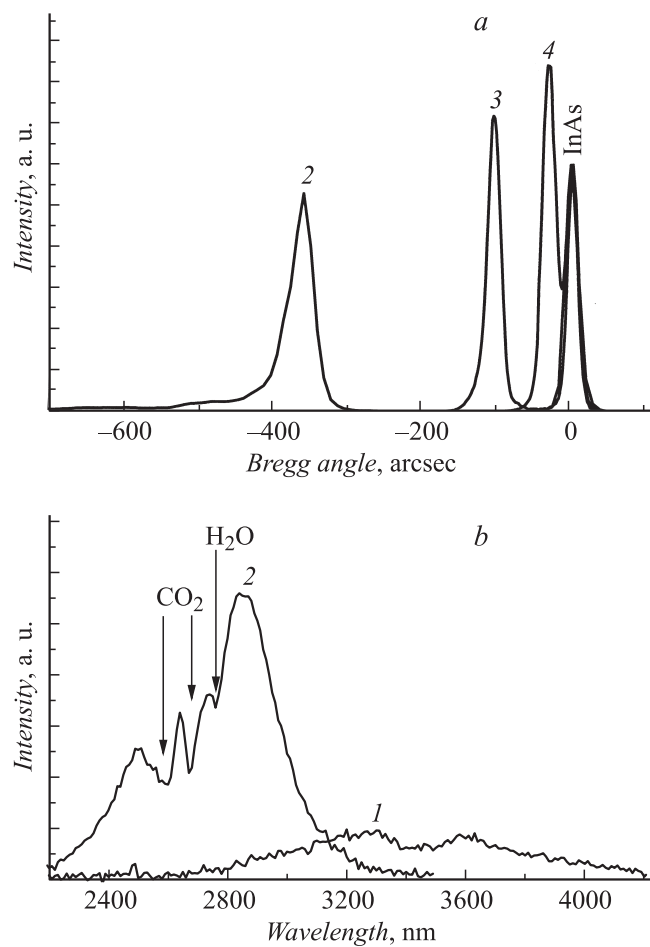 a
4
3
InAs
2
Intensity, a. u.
–600 –400 –200 0
Bregg angle, arcsec
H2O
b
2
CO2
Intensity, a. u.
1
2400 2800 3200 3600 4000
Wavelength, nm